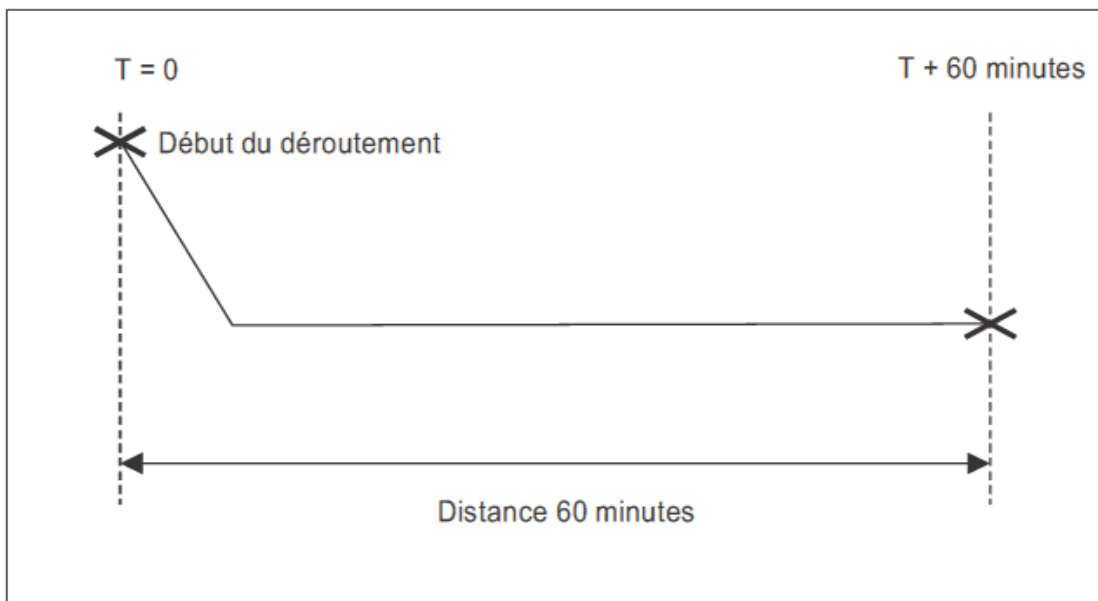 T = 0
T + 60 minutes
Début du déroutement
Distance 60 minutes